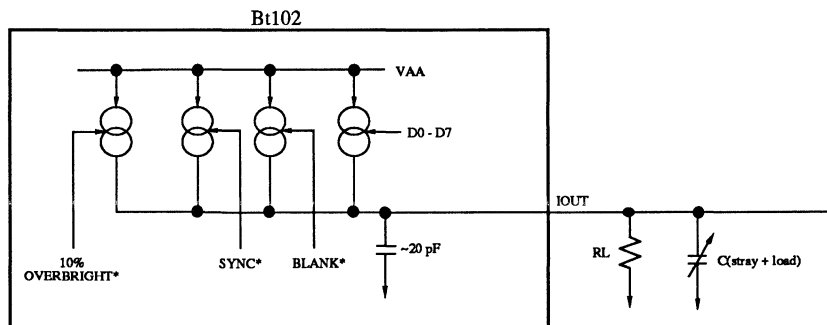 Bt102
VAA
D0 - D7
IOUT
10%
OVERBRIGHT*
SYNC*
BLANK*
~20 pF
RL
C(stray + load)